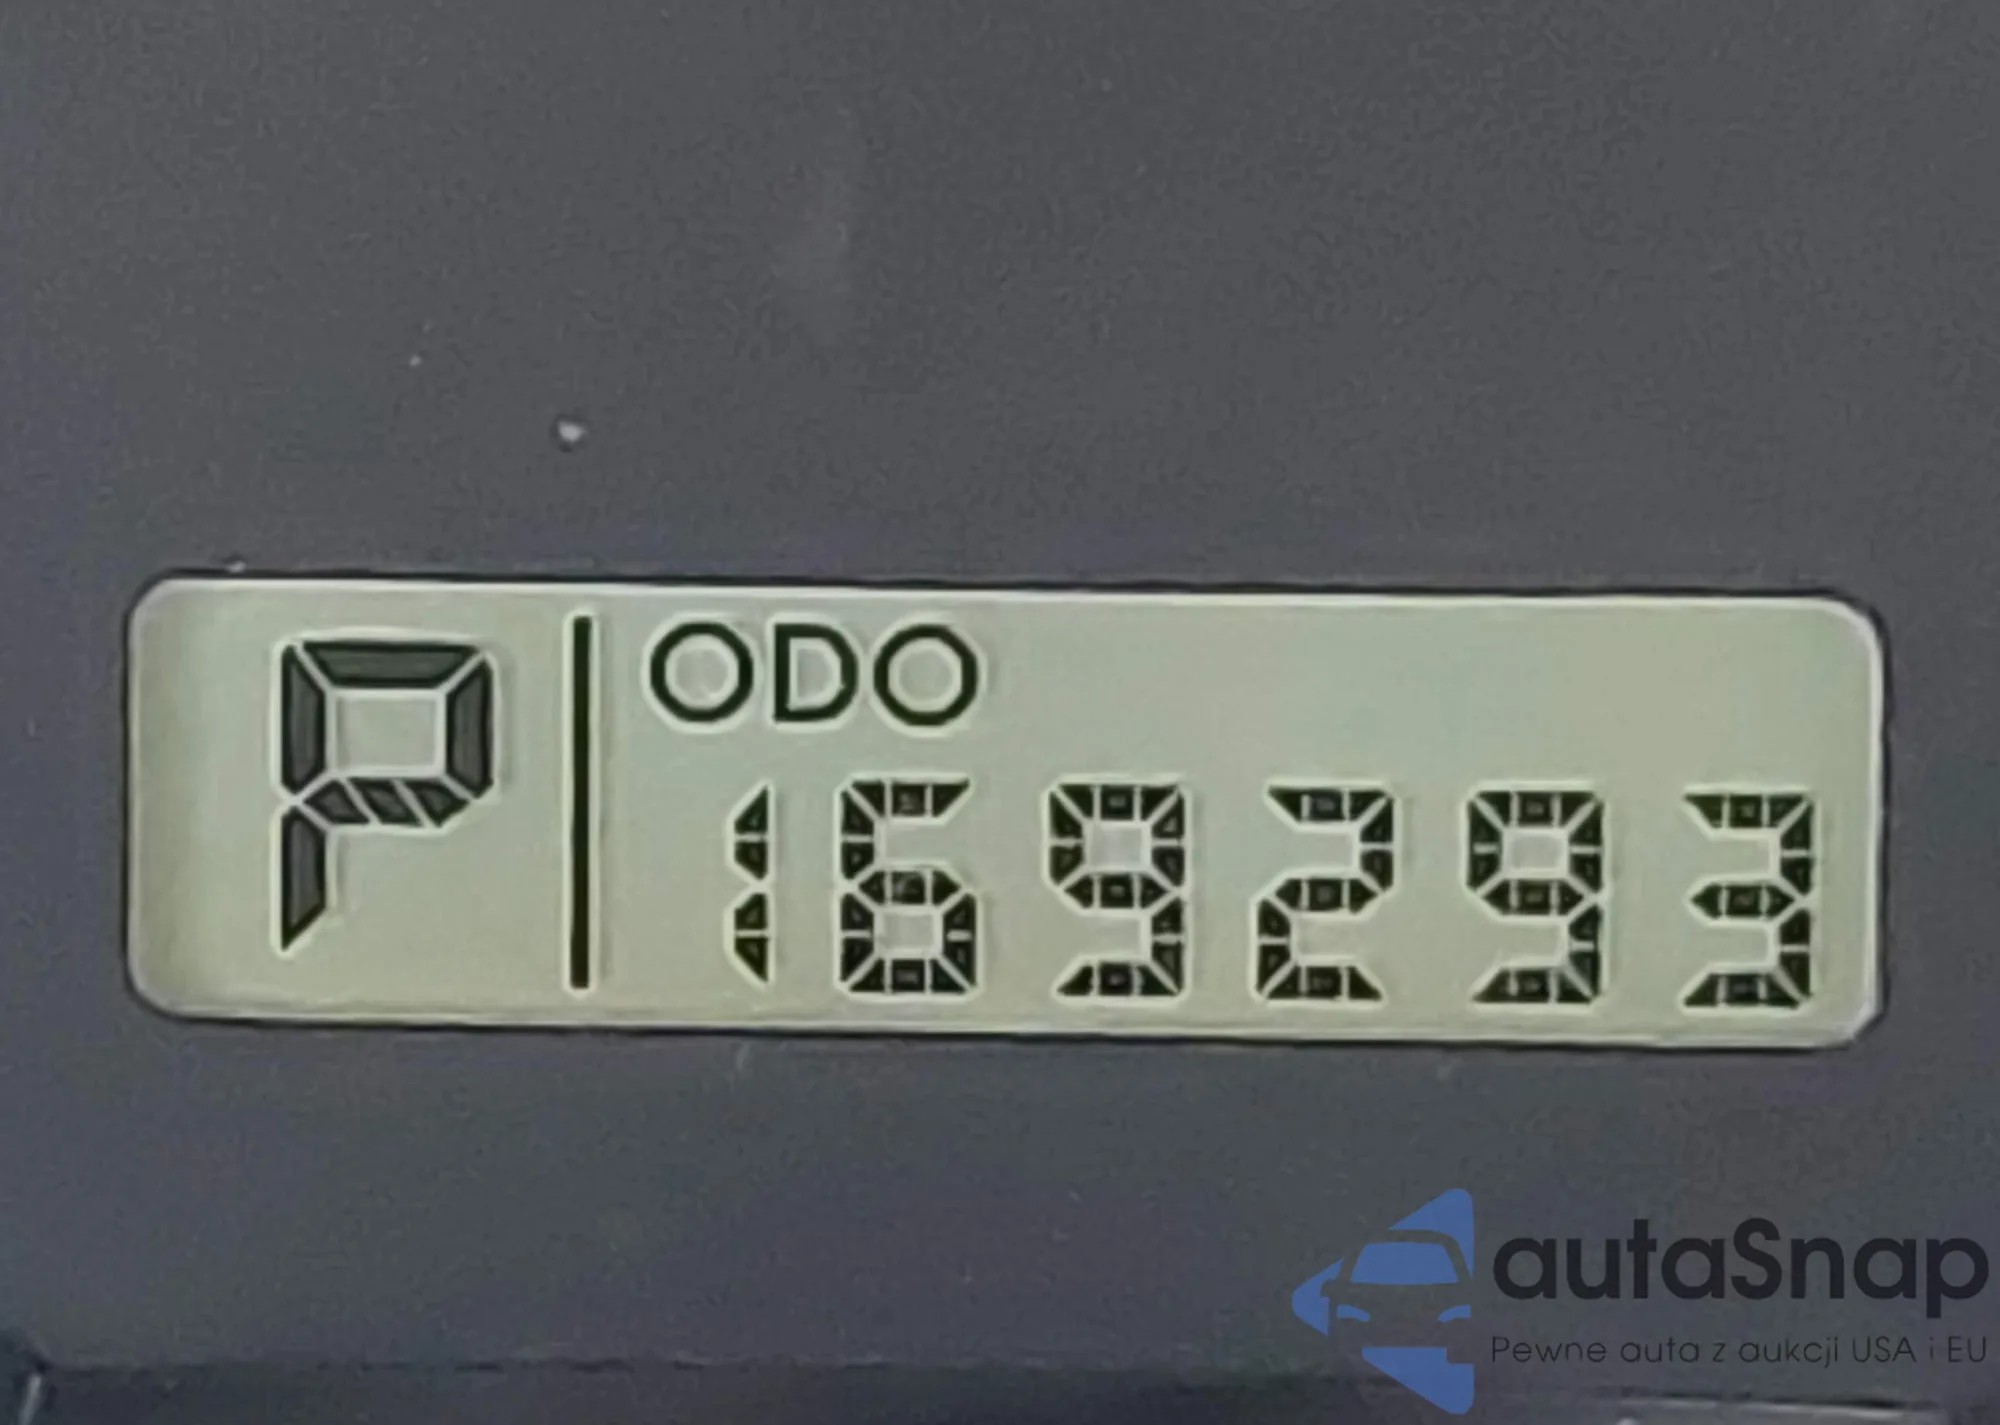 P
ODO
169293
autaSnap
Pewne auta z aukcji USA i EU